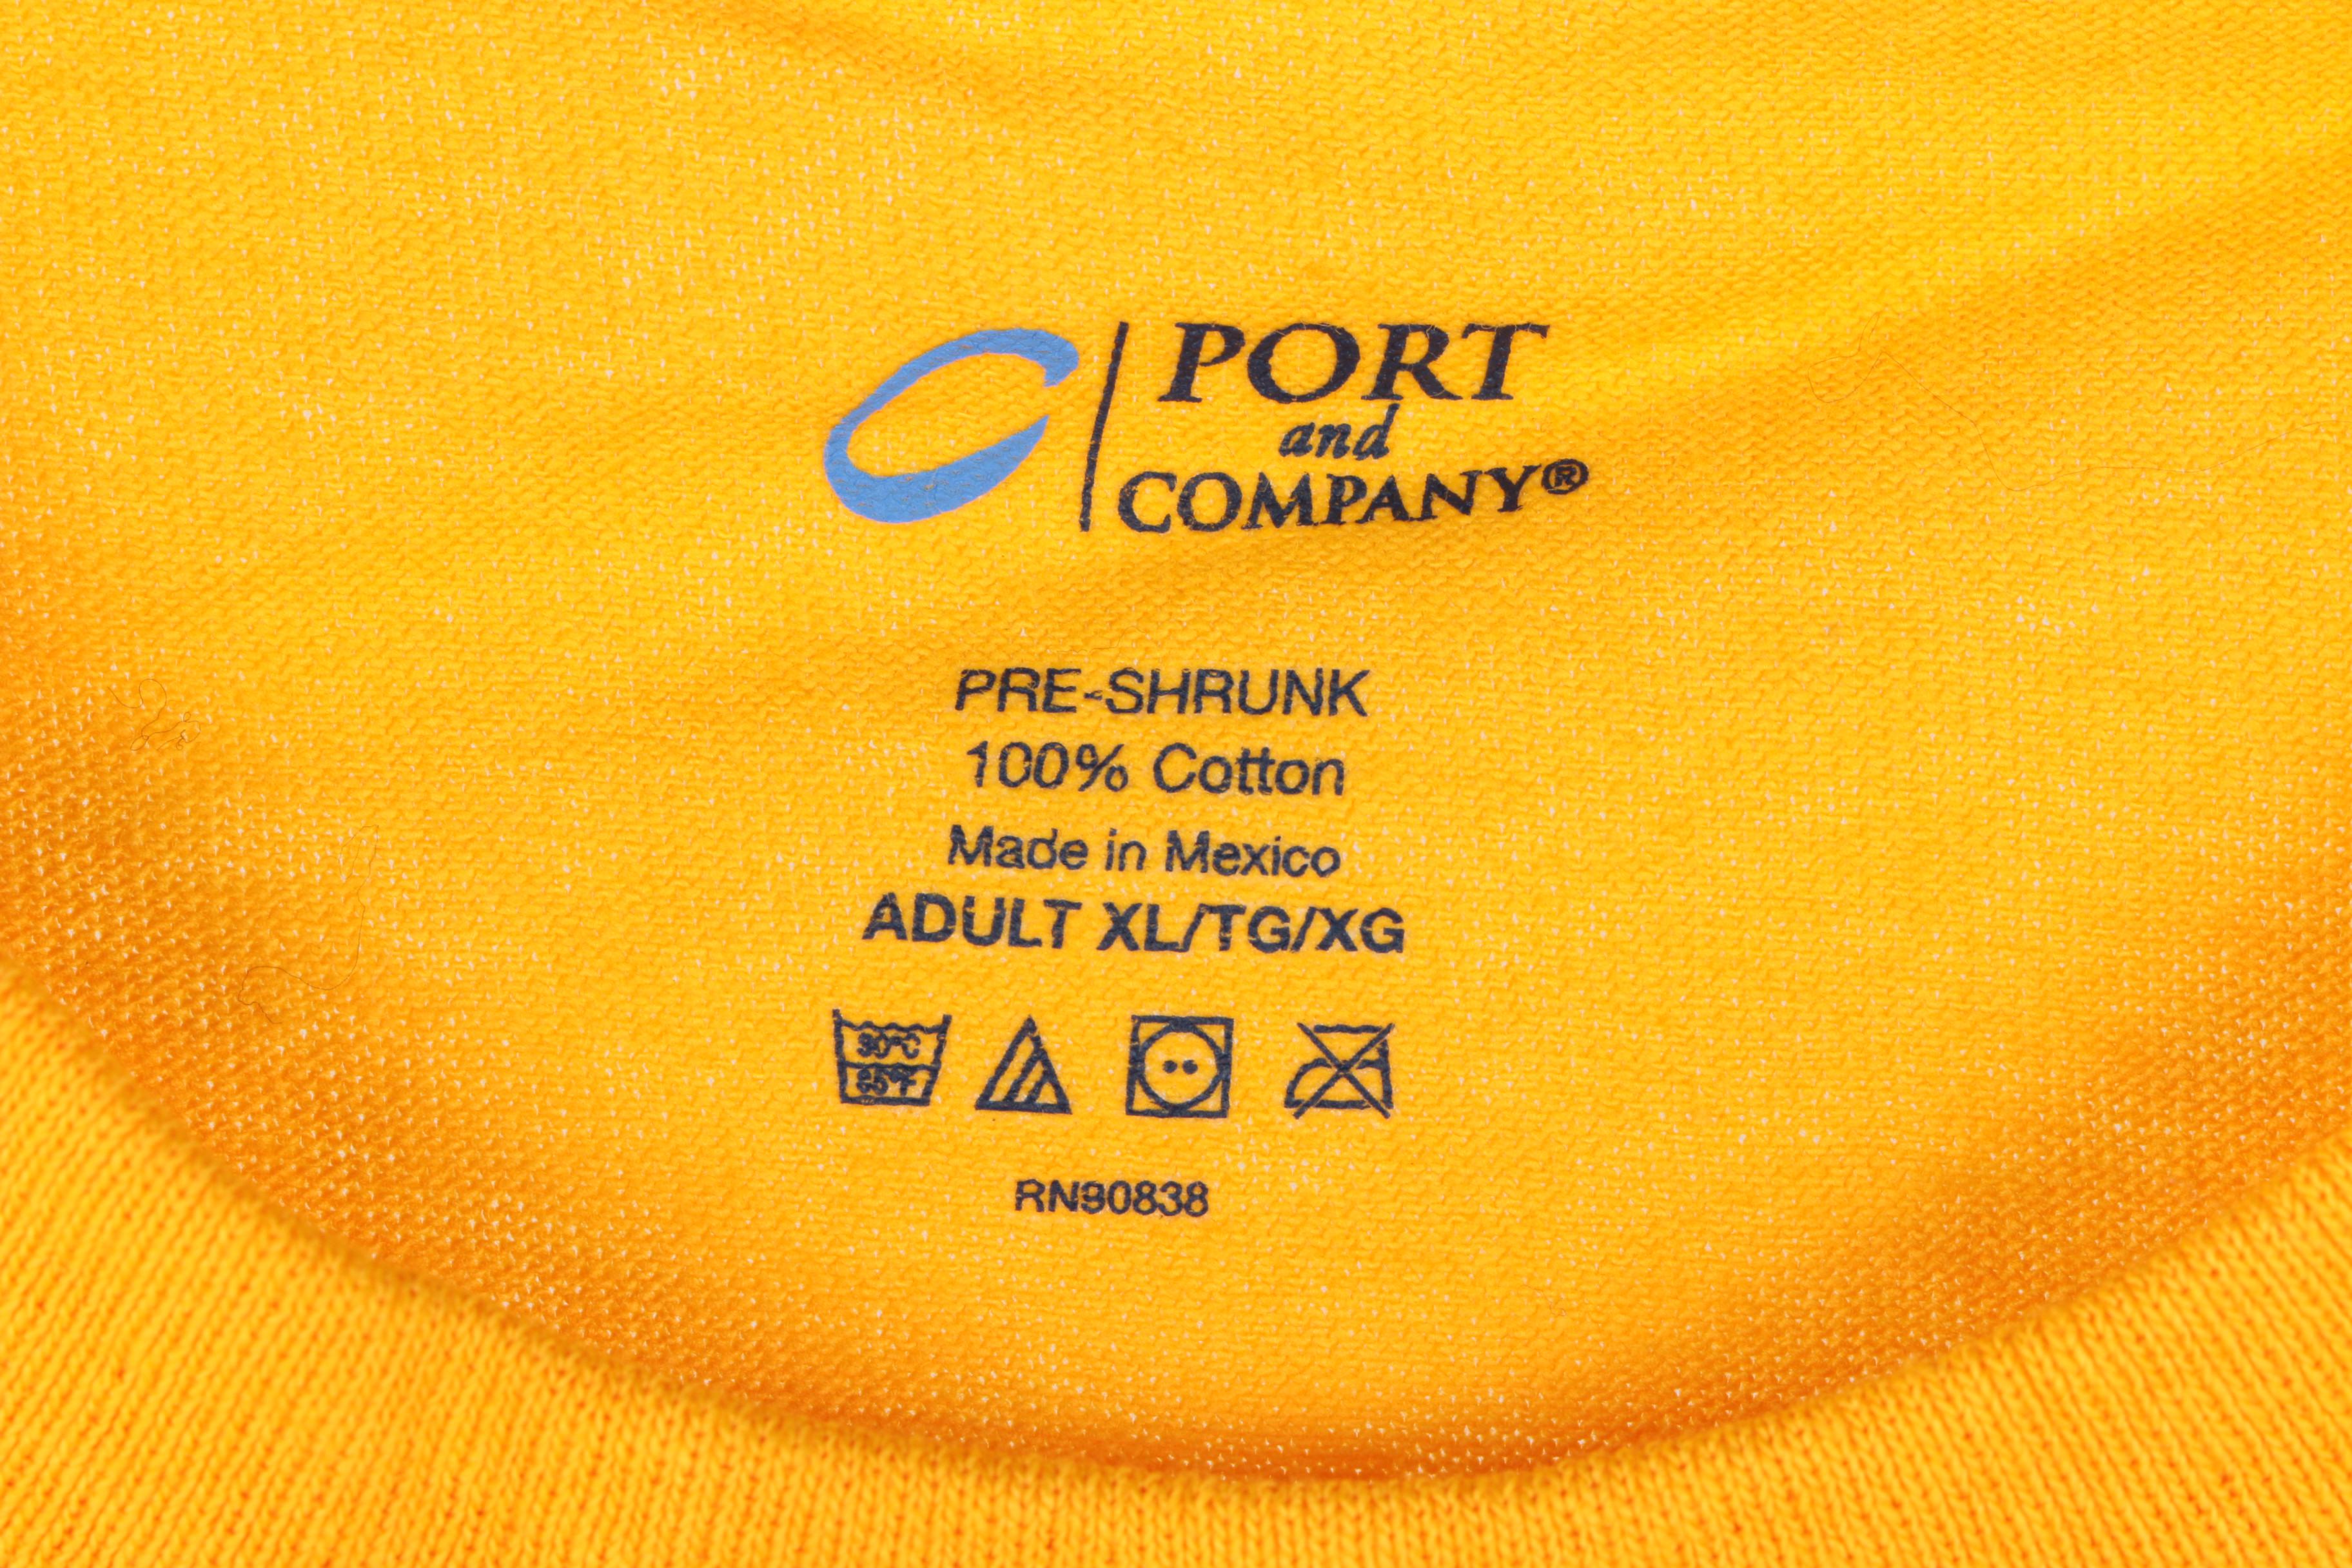 PORT
and
COMPANY®
PRE-SHRUNK
100% Cotton
Made in Mexico
ADULT XL/TG/XG
30°C
85°F
RN90838